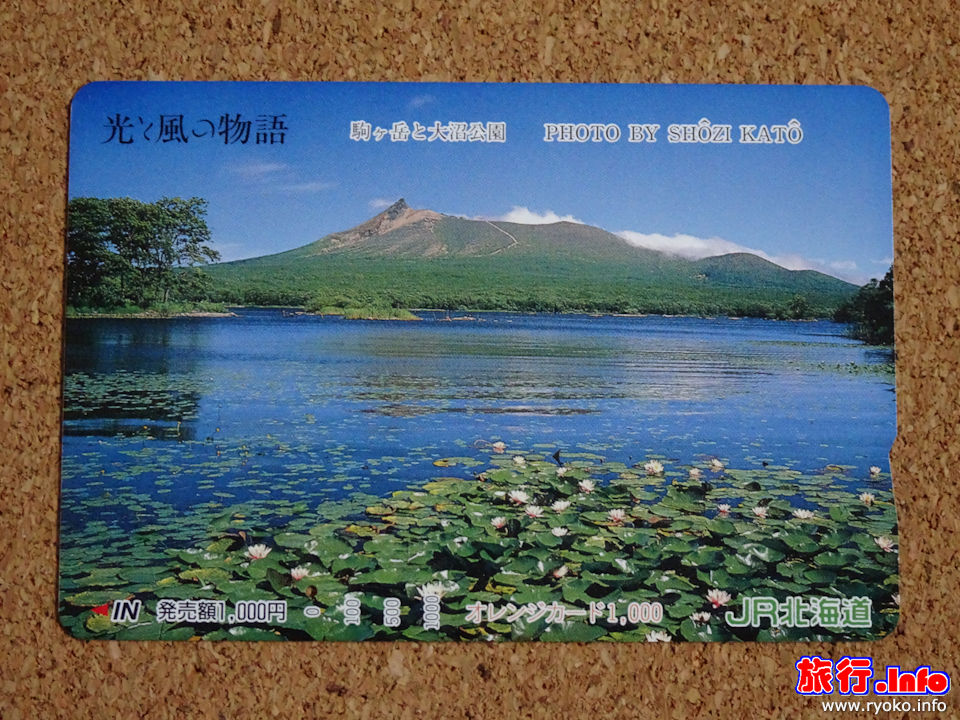 光と風の物語 駒ヶ岳と大沼公園 PHOTO BY SHÔZI KATÔ
IN 発売額1,000円 0 100 500 1000 オレンジカード1,000 JR北海道
旅行.Info
www.ryoko.info